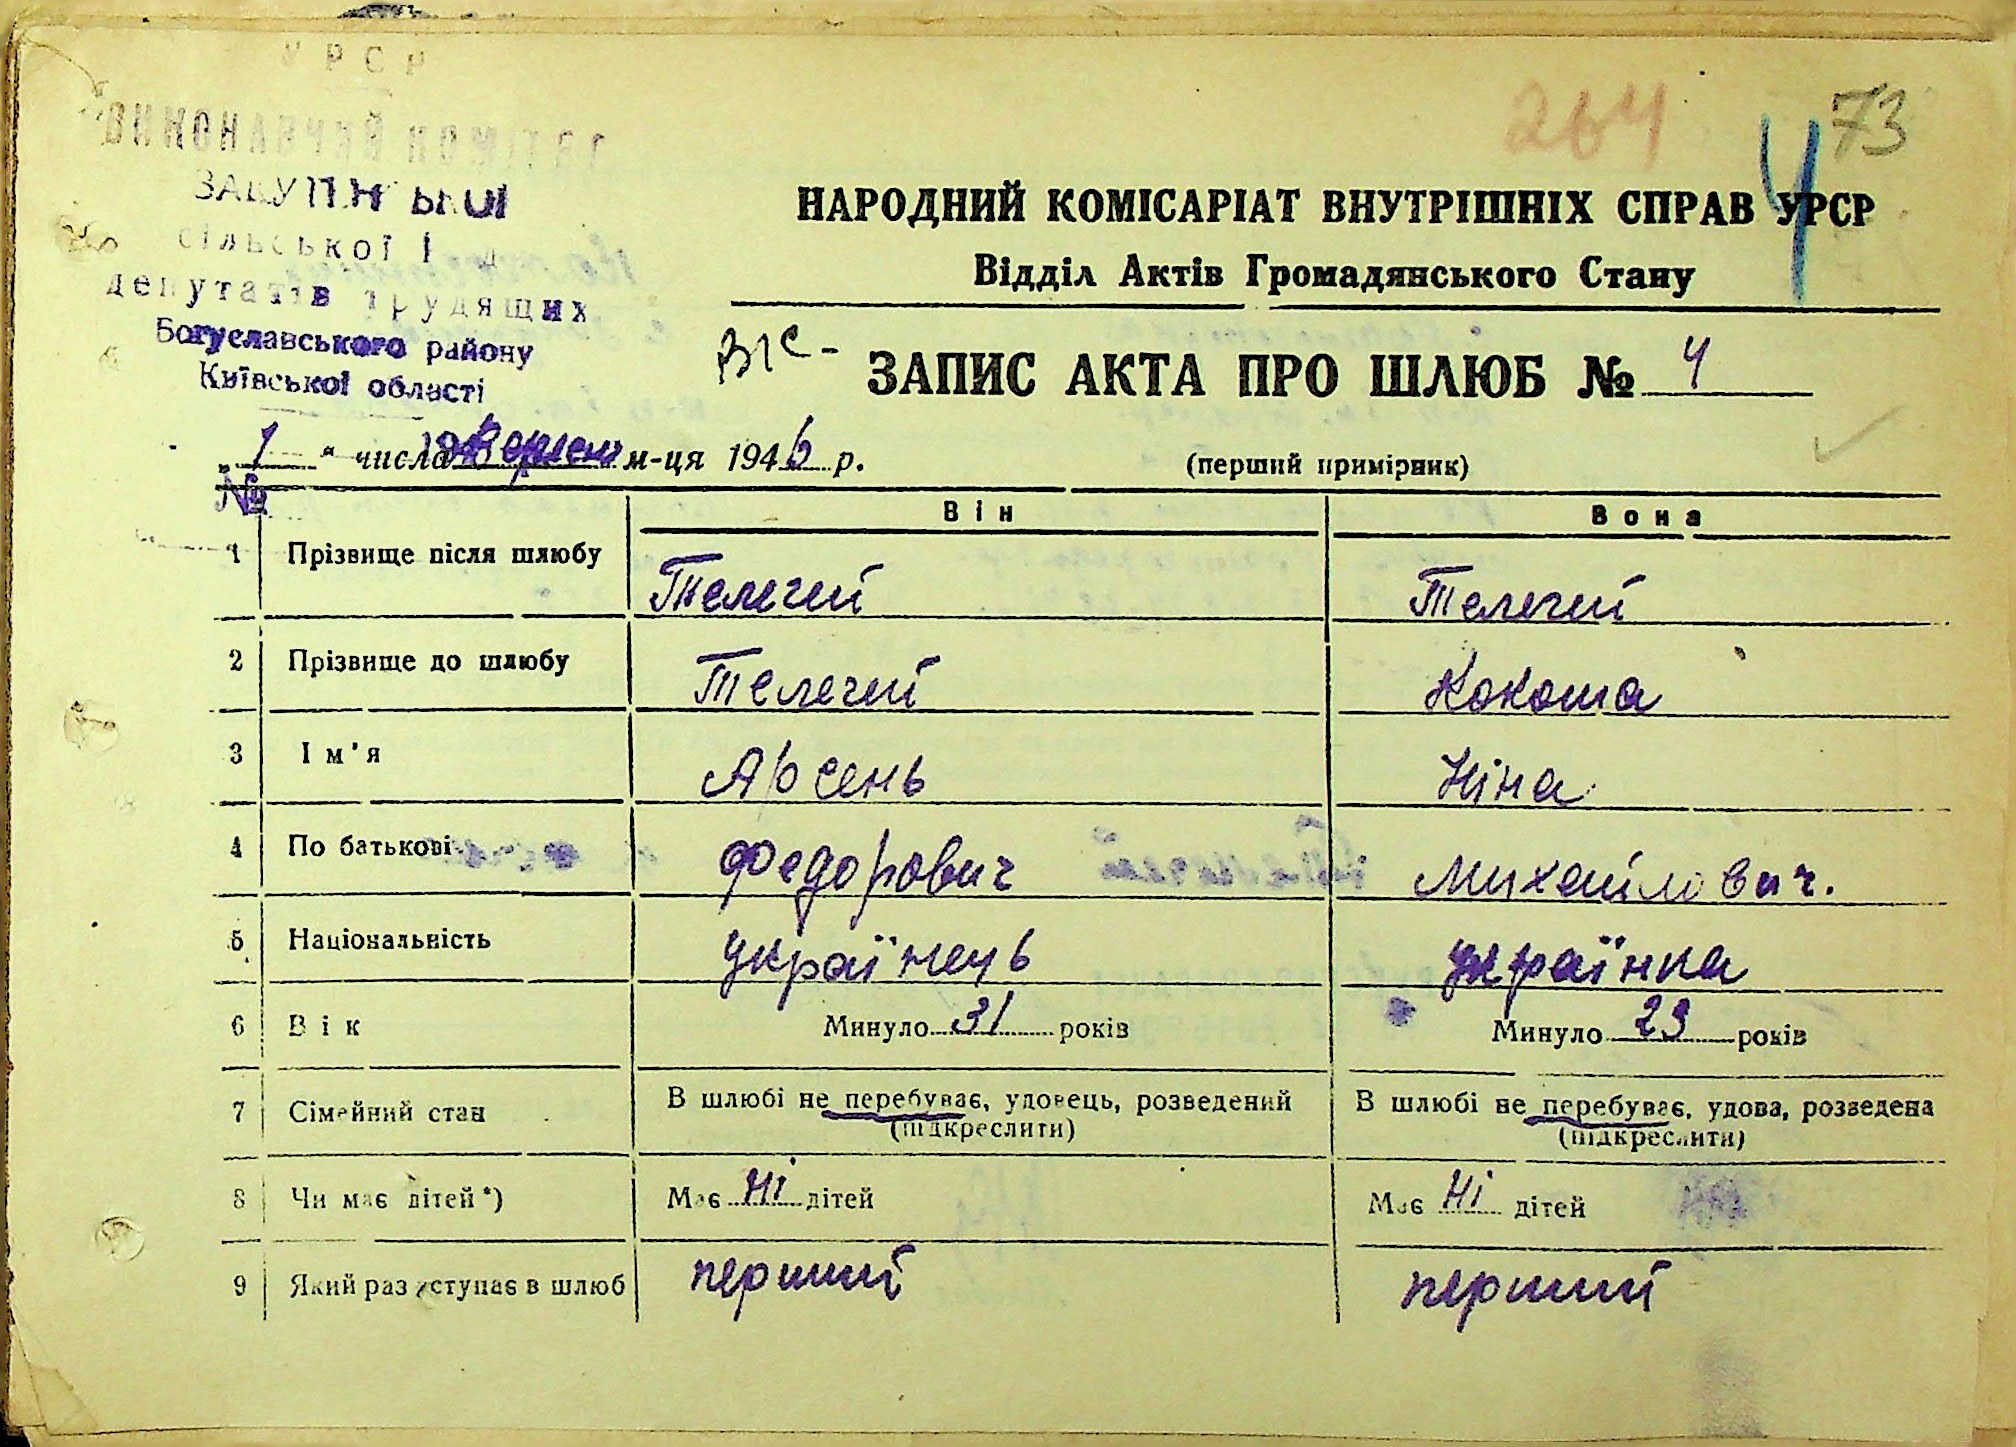 УРСР
ВИКОНАВЧИЙ КОМІТЕТ
сільської
депутатів трудящих
Богуславського району
Київської області
264
73
4
НАРОДНИЙ КОМІСАРІАТ ВНУТРІШНІХ СПРАВ УРСР
Відділ Актів Громадянського Стану
ЗАПИС АКТА ПРО ШЛЮБ № 4
„ 1 " числа м-ця 1946 р.
(перший примірник)
№ Він Вона
1 Прізвище після шлюбу Телегей Телегей
2 Прізвище до шлюбу Телегей Кокоша
3 Ім'я Арсень Ніна
4 По батькові Федорович Михайлович.
5 Національність українець українка
6 Вік Минуло 31 років Минуло 23 років
7 Сімейний стан В шлюбі не перебуває, удовець, розведений В шлюбі не перебуває, удова, розведена
(підкреслити) (підкреслити)
8 Чи має дітей*) Має ні дітей Має ні дітей
9 Який раз вступає в шлюб перший перший